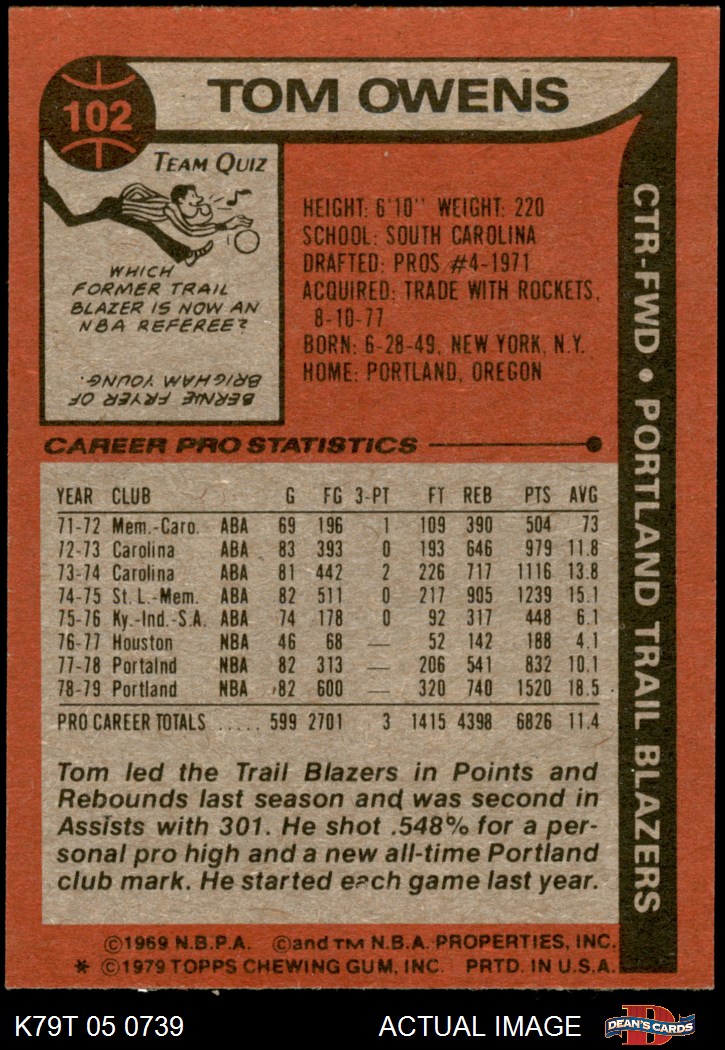 102
TOM OWENS
TEAM QUIZ
WHICH
FORMER TRAIL
BLAZER IS NOW AN
NBA REFEREE?
BERNIE FRYER OF
BRIGHAM YOUNG.
HEIGHT: 6'10" WEIGHT: 220
SCHOOL: SOUTH CAROLINA
DRAFTED: PROS #4-1971
ACQUIRED: TRADE WITH ROCKETS,
8-10-77
BORN: 6-28-49, NEW YORK, N.Y.
HOME: PORTLAND, OREGON
CTR-FWD • PORTLAND TRAIL BLAZERS
CAREER PRO STATISTICS
YEAR CLUB G FG 3-PT FT REB PTS AVG
71-72 Mem.-Caro. ABA 69 196 1 109 390 504 73
72-73 Carolina ABA 83 393 0 193 646 979 11.8
73-74 Carolina ABA 81 442 2 226 717 1116 13.8
74-75 St. L.-Mem. ABA 82 511 0 217 905 1239 15.1
75-76 Ky.-Ind.-S.A. ABA 74 178 0 92 317 448 6.1
76-77 Houston NBA 46 68 — 52 142 188 4.1
77-78 Portalnd NBA 82 313 — 206 541 832 10.1
78-79 Portland NBA 82 600 — 320 740 1520 18.5
PRO CAREER TOTALS ..... 599 2701 3 1415 4398 6826 11.4
Tom led the Trail Blazers in Points and
Rebounds last season and was second in
Assists with 301. He shot .548% for a per-
sonal pro high and a new all-time Portland
club mark. He started each game last year.
©1969 N.B.P.A. ©and TM N.B.A. PROPERTIES, INC.
* ©1979 TOPPS CHEWING GUM, INC. PRTD. IN U.S.A.
K79T 05 0739
ACTUAL IMAGE
D
DEAN'S CARDS